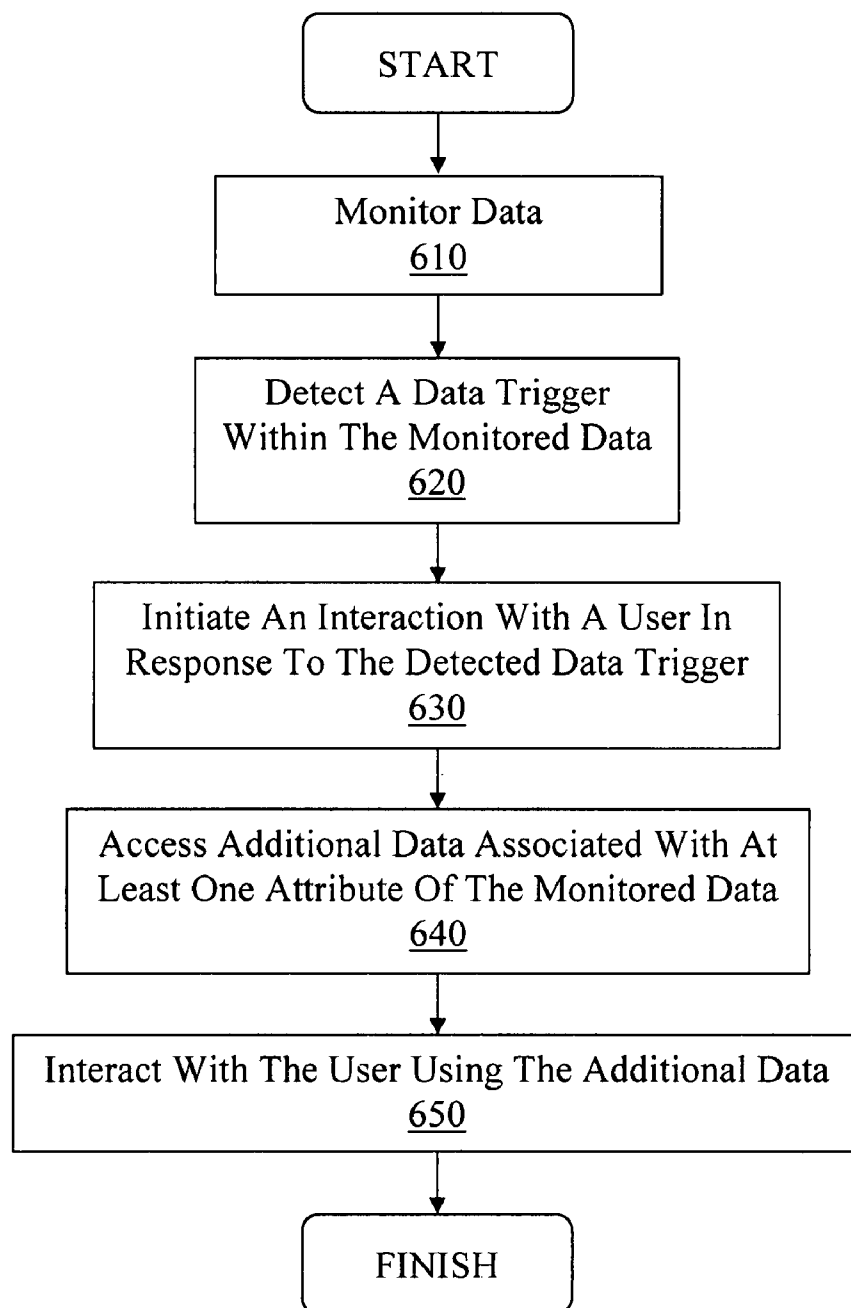 START
Monitor Data
610
Detect A Data Trigger
Within The Monitored Data
620
Initiate An Interaction With A User In
Response To The Detected Data Trigger
630
Access Additional Data Associated With At
Least One Attribute Of The Monitored Data
640
Interact With The User Using The Additional Data
650
FINISH